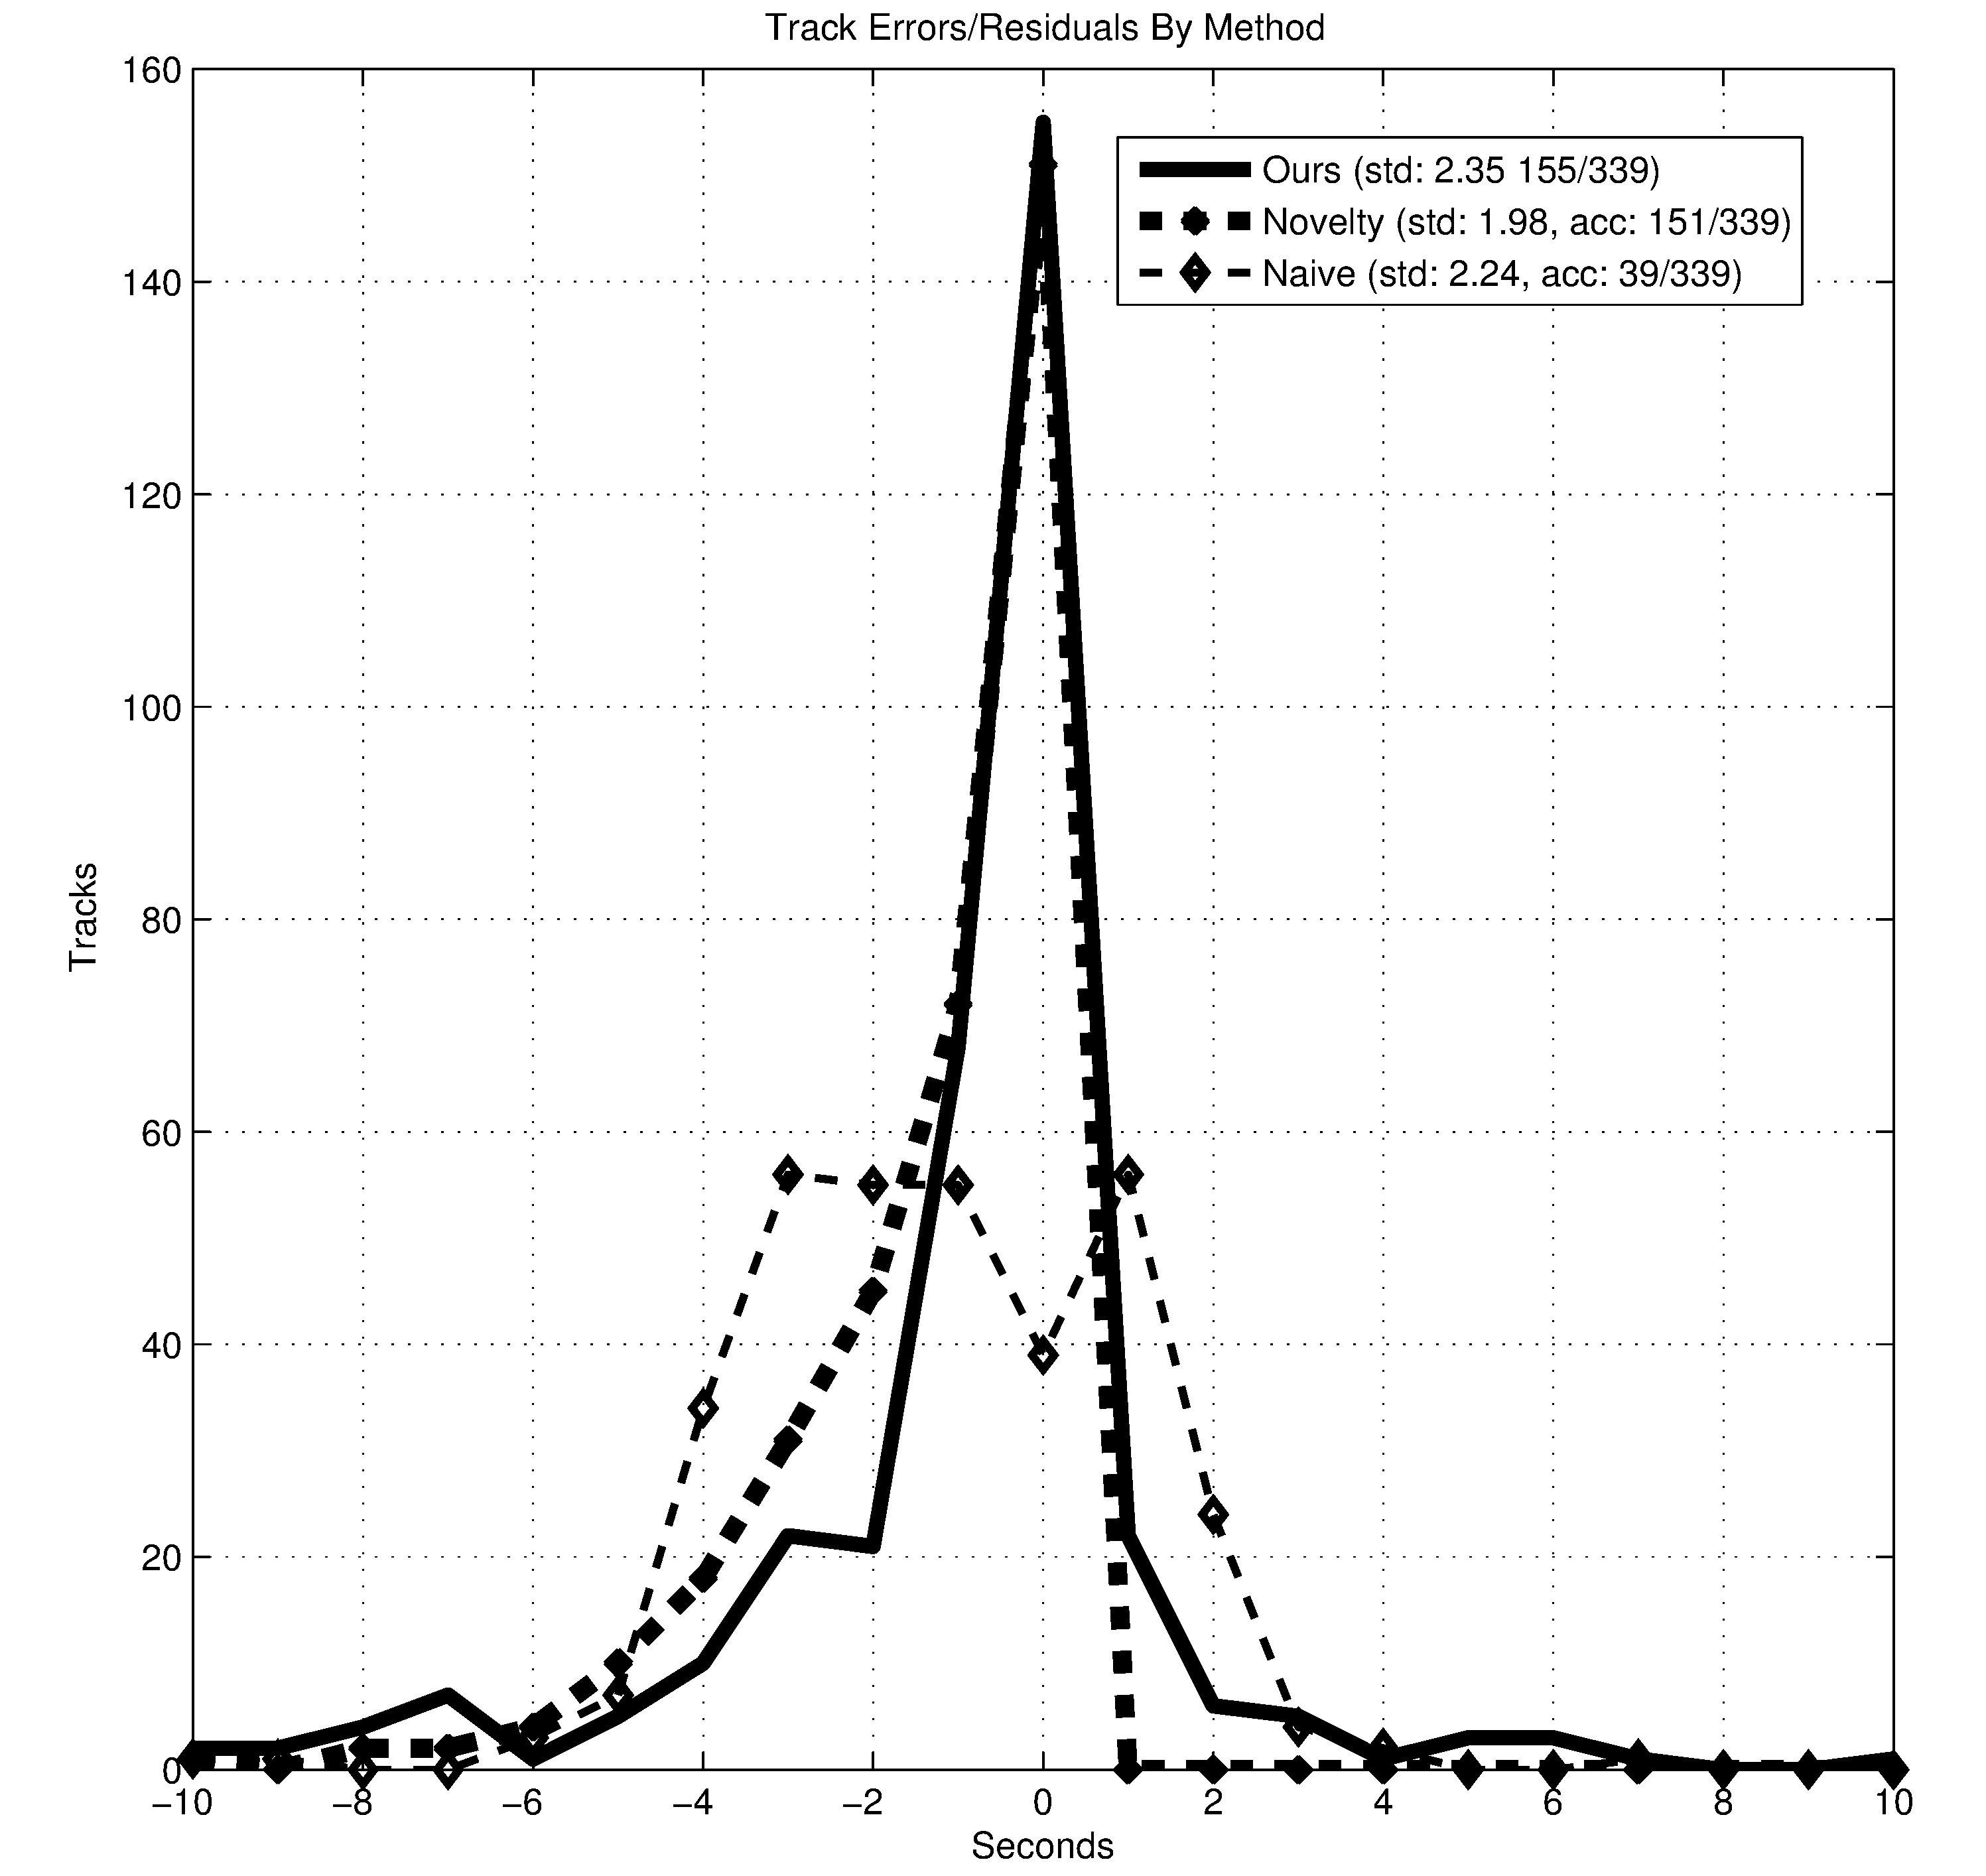 Track Errors/Residuals By Method
160
140
120
100
80
60
40
20
0
Tracks
Ours (std: 2.35 155/339)
Novelty (std: 1.98, acc: 151/339)
Naive (std: 2.24, acc: 39/339)
−10 −8 −6 −4 −2 0 2 4 6 8 10
Seconds